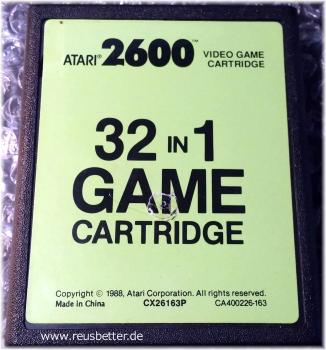 ATARI® 2600™ VIDEO GAME
CARTRIDGE
32 IN 1
GAME
CARTRIDGE
Copyright © 1988, Atari Corporation. All rights reserved.
Made in China CX26163P CA400226-163
www.reusbetter.de